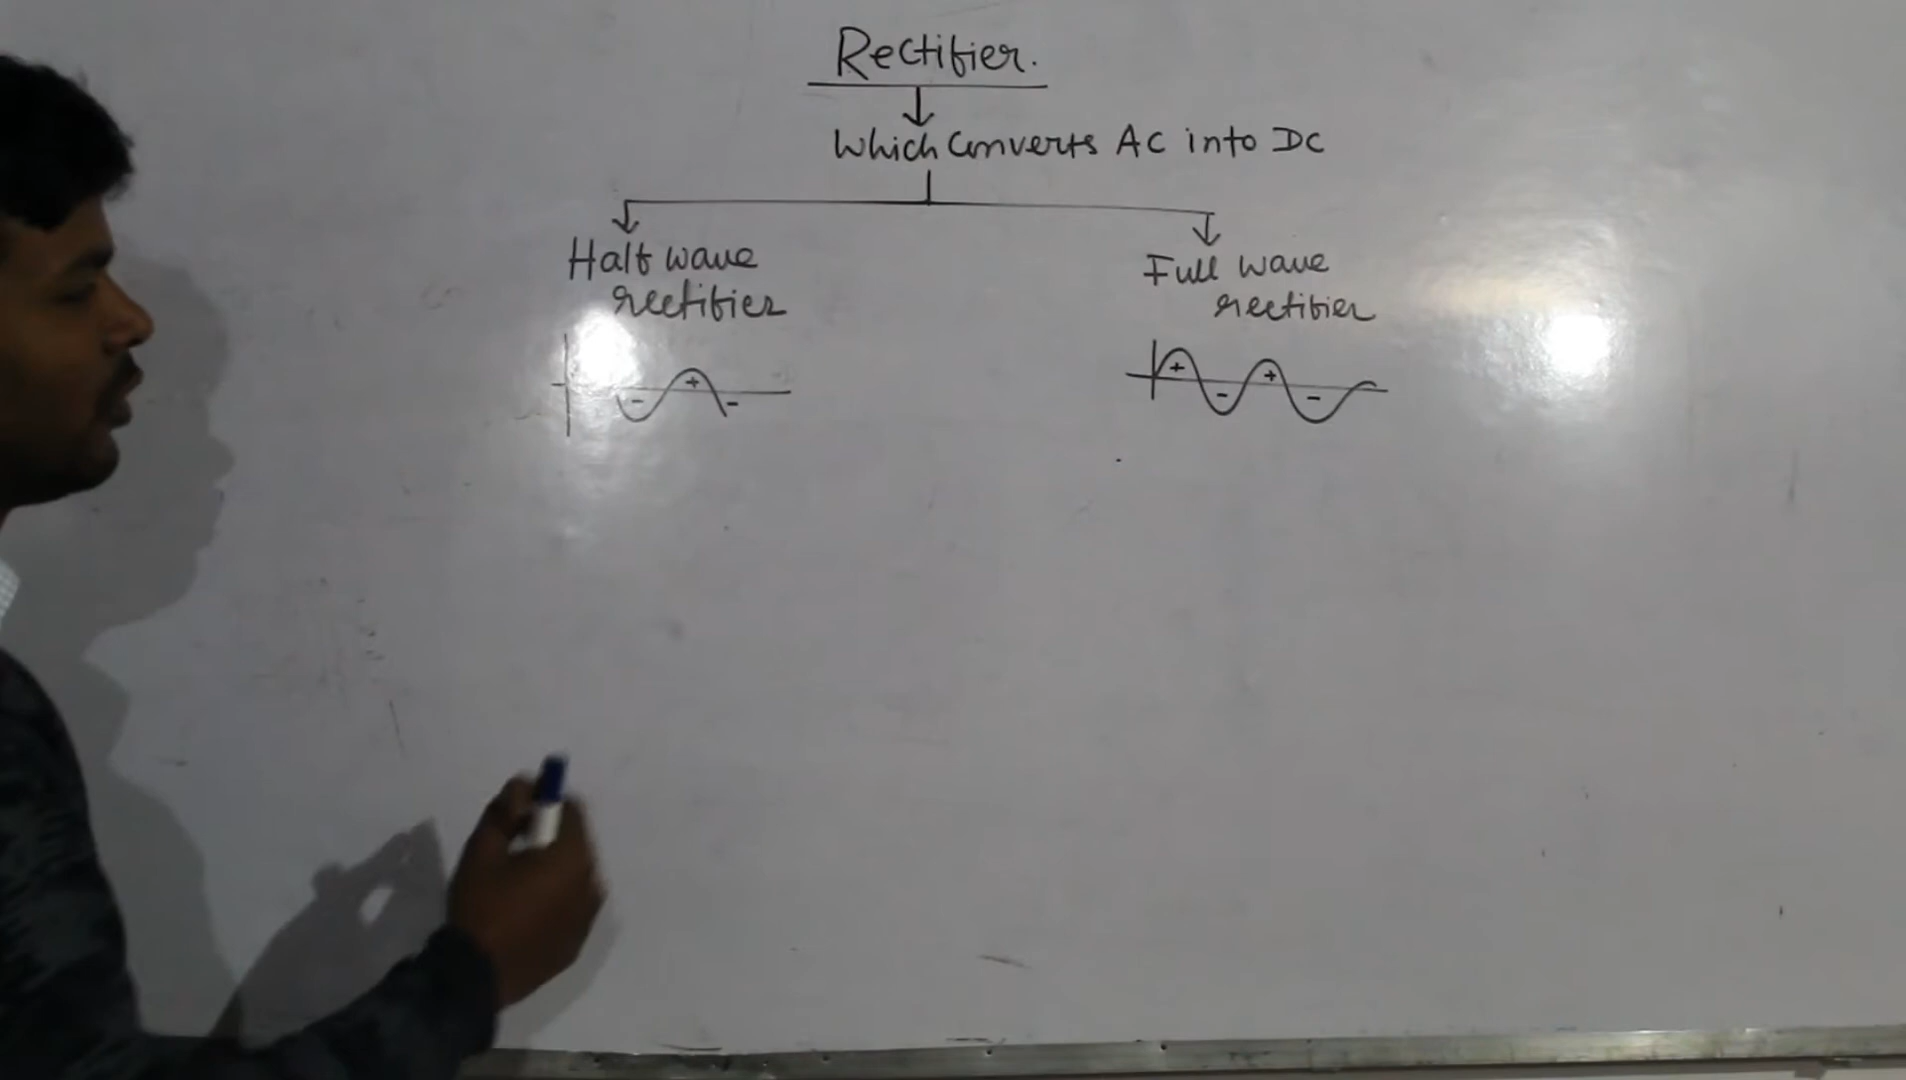 Rectifier.
Which Converts AC into DC
Half wave
rectifier
Full wave
rectifier
- + -
+ - + -